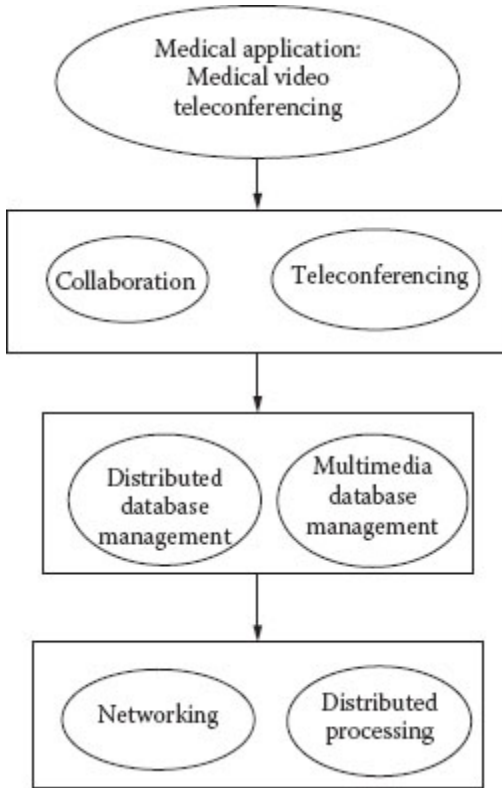 Medical application:
Medical video
teleconferencing
Collaboration
Teleconferencing
Distributed
database
management
Multimedia
database
management
Networking
Distributed
processing